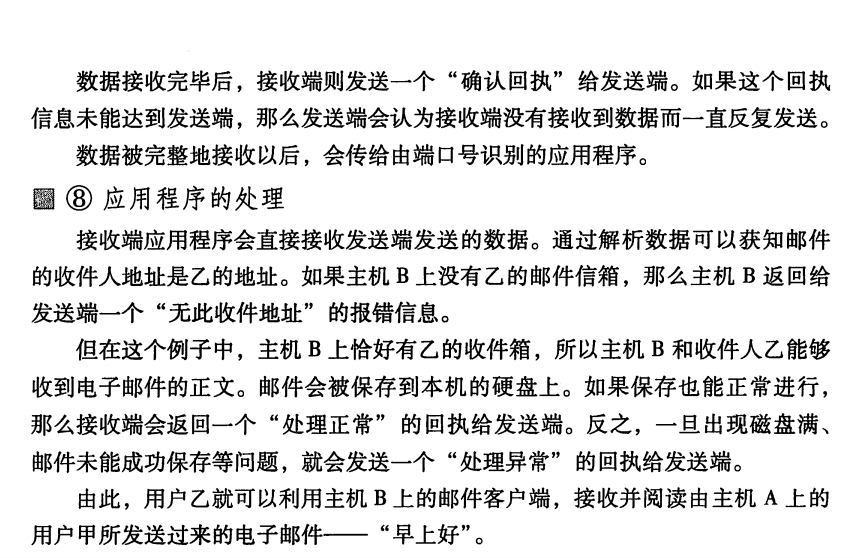 数据接收完毕后，接收端则发送一个“确认回执”给发送端。如果这个回执
信息未能达到发送端，那么发送端会认为接收端没有接收到数据而一直反复发送。
数据被完整地接收以后，会传给由端口号识别的应用程序。
⑧ 应用程序的处理
接收端应用程序会直接接收发送端发送的数据。通过解析数据可以获知邮件
的收件人地址是乙的地址。如果主机 B 上没有乙的邮件信箱，那么主机 B 返回给
发送端一个“无此收件地址”的报错信息。
但在这个例子中，主机 B 上恰好有乙的收件箱，所以主机 B 和收件人乙能够
收到电子邮件的正文。邮件会被保存到本机的硬盘上。如果保存也能正常进行，
那么接收端会返回一个“处理正常”的回执给发送端。反之，一旦出现磁盘满、
邮件未能成功保存等问题，就会发送一个“处理异常”的回执给发送端。
由此，用户乙就可以利用主机 B 上的邮件客户端，接收并阅读由主机 A 上的
用户甲所发送过来的电子邮件——“早上好”。